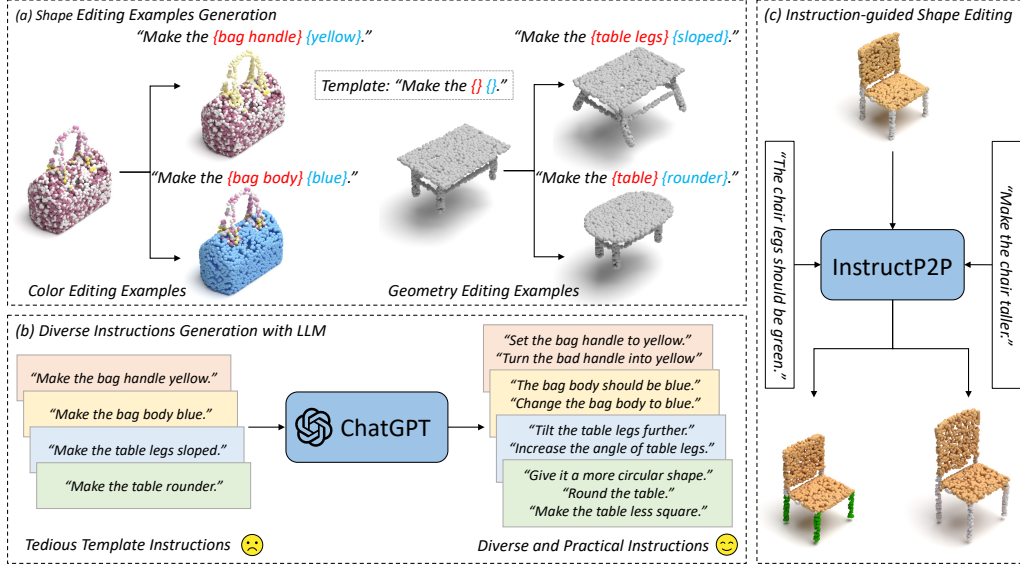 (a) Shape Editing Examples Generation
"Make the {bag handle} {yellow}."
"Make the {table legs} {sloped}."
Template: "Make the {} {}."
"Make the {bag body} {blue}."
"Make the {table} {rounder}."
Color Editing Examples
Geometry Editing Examples
(b) Diverse Instructions Generation with LLM
"Make the bag handle yellow."
"Make the bag body blue."
"Make the table legs sloped."
"Make the table rounder."
ChatGPT
"Set the bag handle to yellow."
"Turn the bad handle into yellow"
"The bag body should be blue."
"Change the bag body to blue."
"Tilt the table legs further."
"Increase the angle of table legs."
"Give it a more circular shape."
"Round the table."
"Make the table less square."
Tedious Template Instructions
Diverse and Practical Instructions
(c) Instruction-guided Shape Editing
"The chair legs should be green."
InstructP2P
"Make the chair taller."